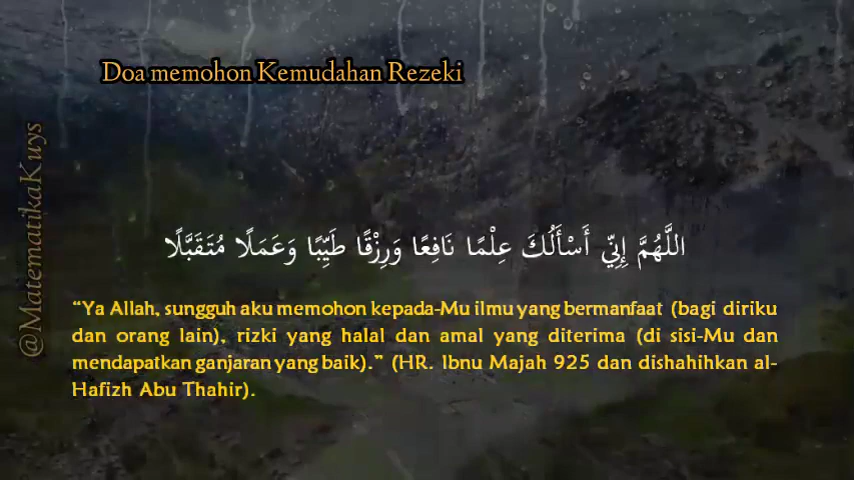 Doa memohon Kemudahan Rezeki
@MatematikaKuys
اللَّهُمَّ إِنِّي أَسْأَلُكَ عِلْمًا نَافِعًا وَرِزْقًا طَيِّبًا وَعَمَلًا مُتَقَبَّلًا
“Ya Allah, sungguh aku memohon kepada-Mu ilmu yang bermanfaat (bagi diriku
dan orang lain), rizki yang halal dan amal yang diterima (di sisi-Mu dan
mendapatkan ganjaran yang baik).” (HR. Ibnu Majah 925 dan dishahihkan al-
Hafizh Abu Thahir).